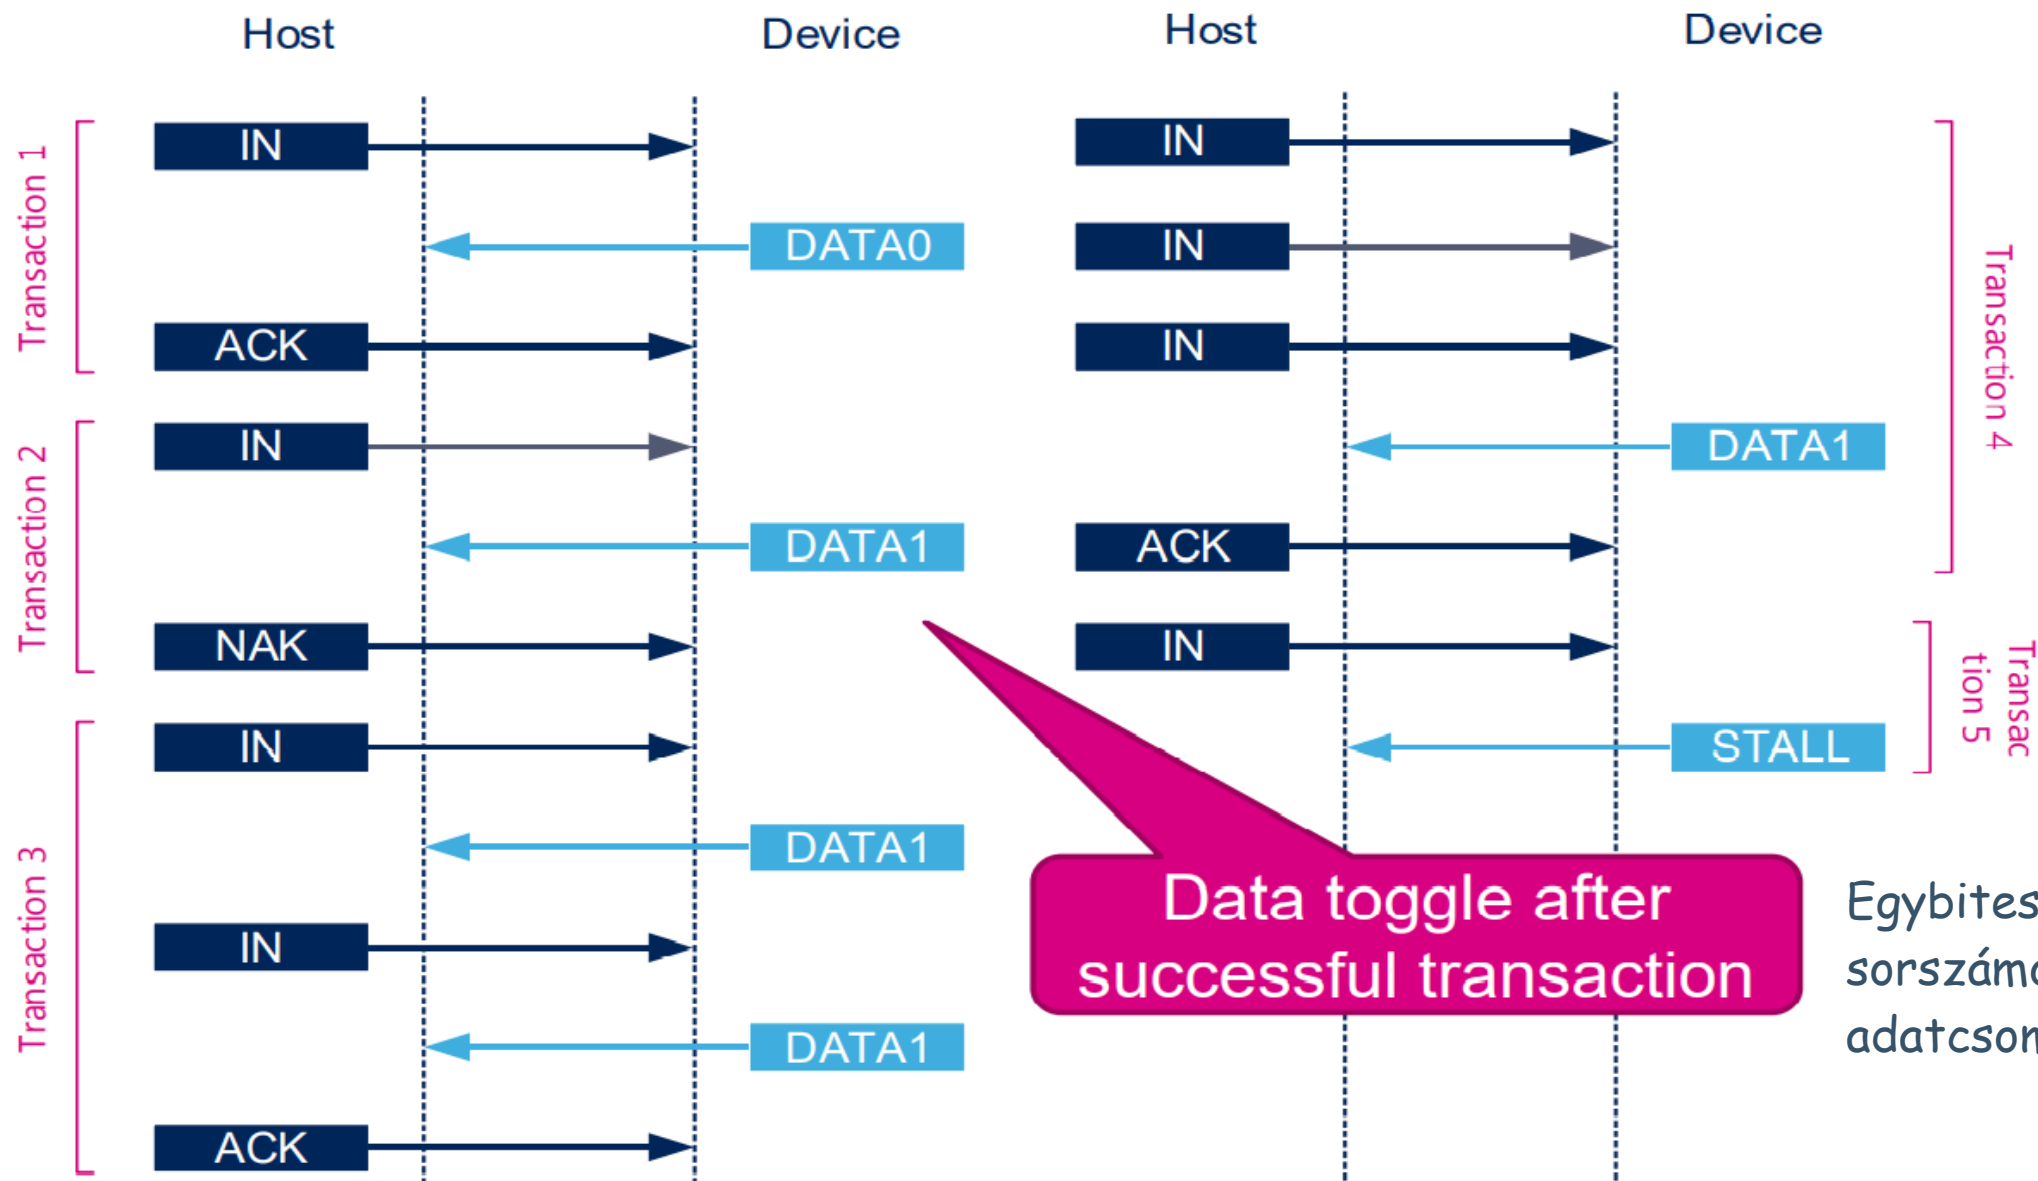 Host
Device
Transaction 1
IN
DATA0
ACK
Transaction 2
IN
DATA1
NAK
Transaction 3
IN
DATA1
IN
DATA1
ACK
Host
Device
IN
IN
IN
DATA1
ACK
Transaction 4
IN
STALL
Transac
tion 5
Data toggle after
successful transaction
Egybites